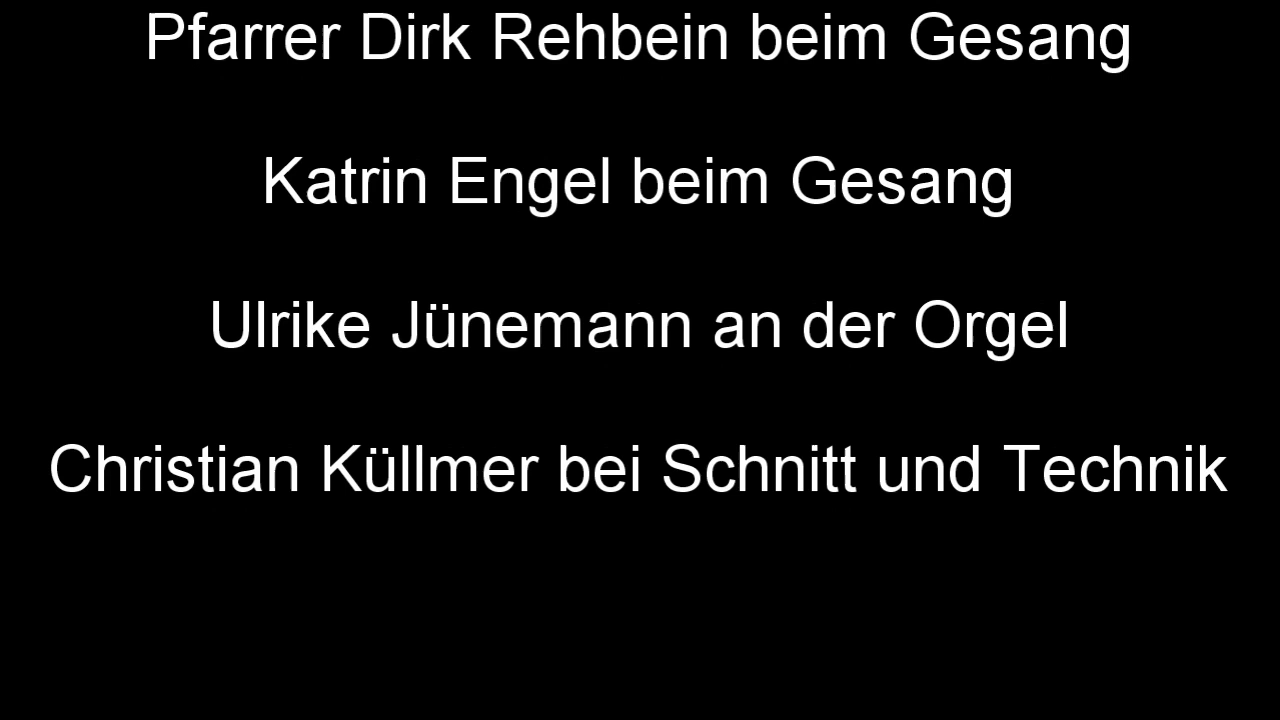 Pfarrer Dirk Rehbein beim Gesang
Katrin Engel beim Gesang
Ulrike Jünemann an der Orgel
Christian Küllmer bei Schnitt und Technik